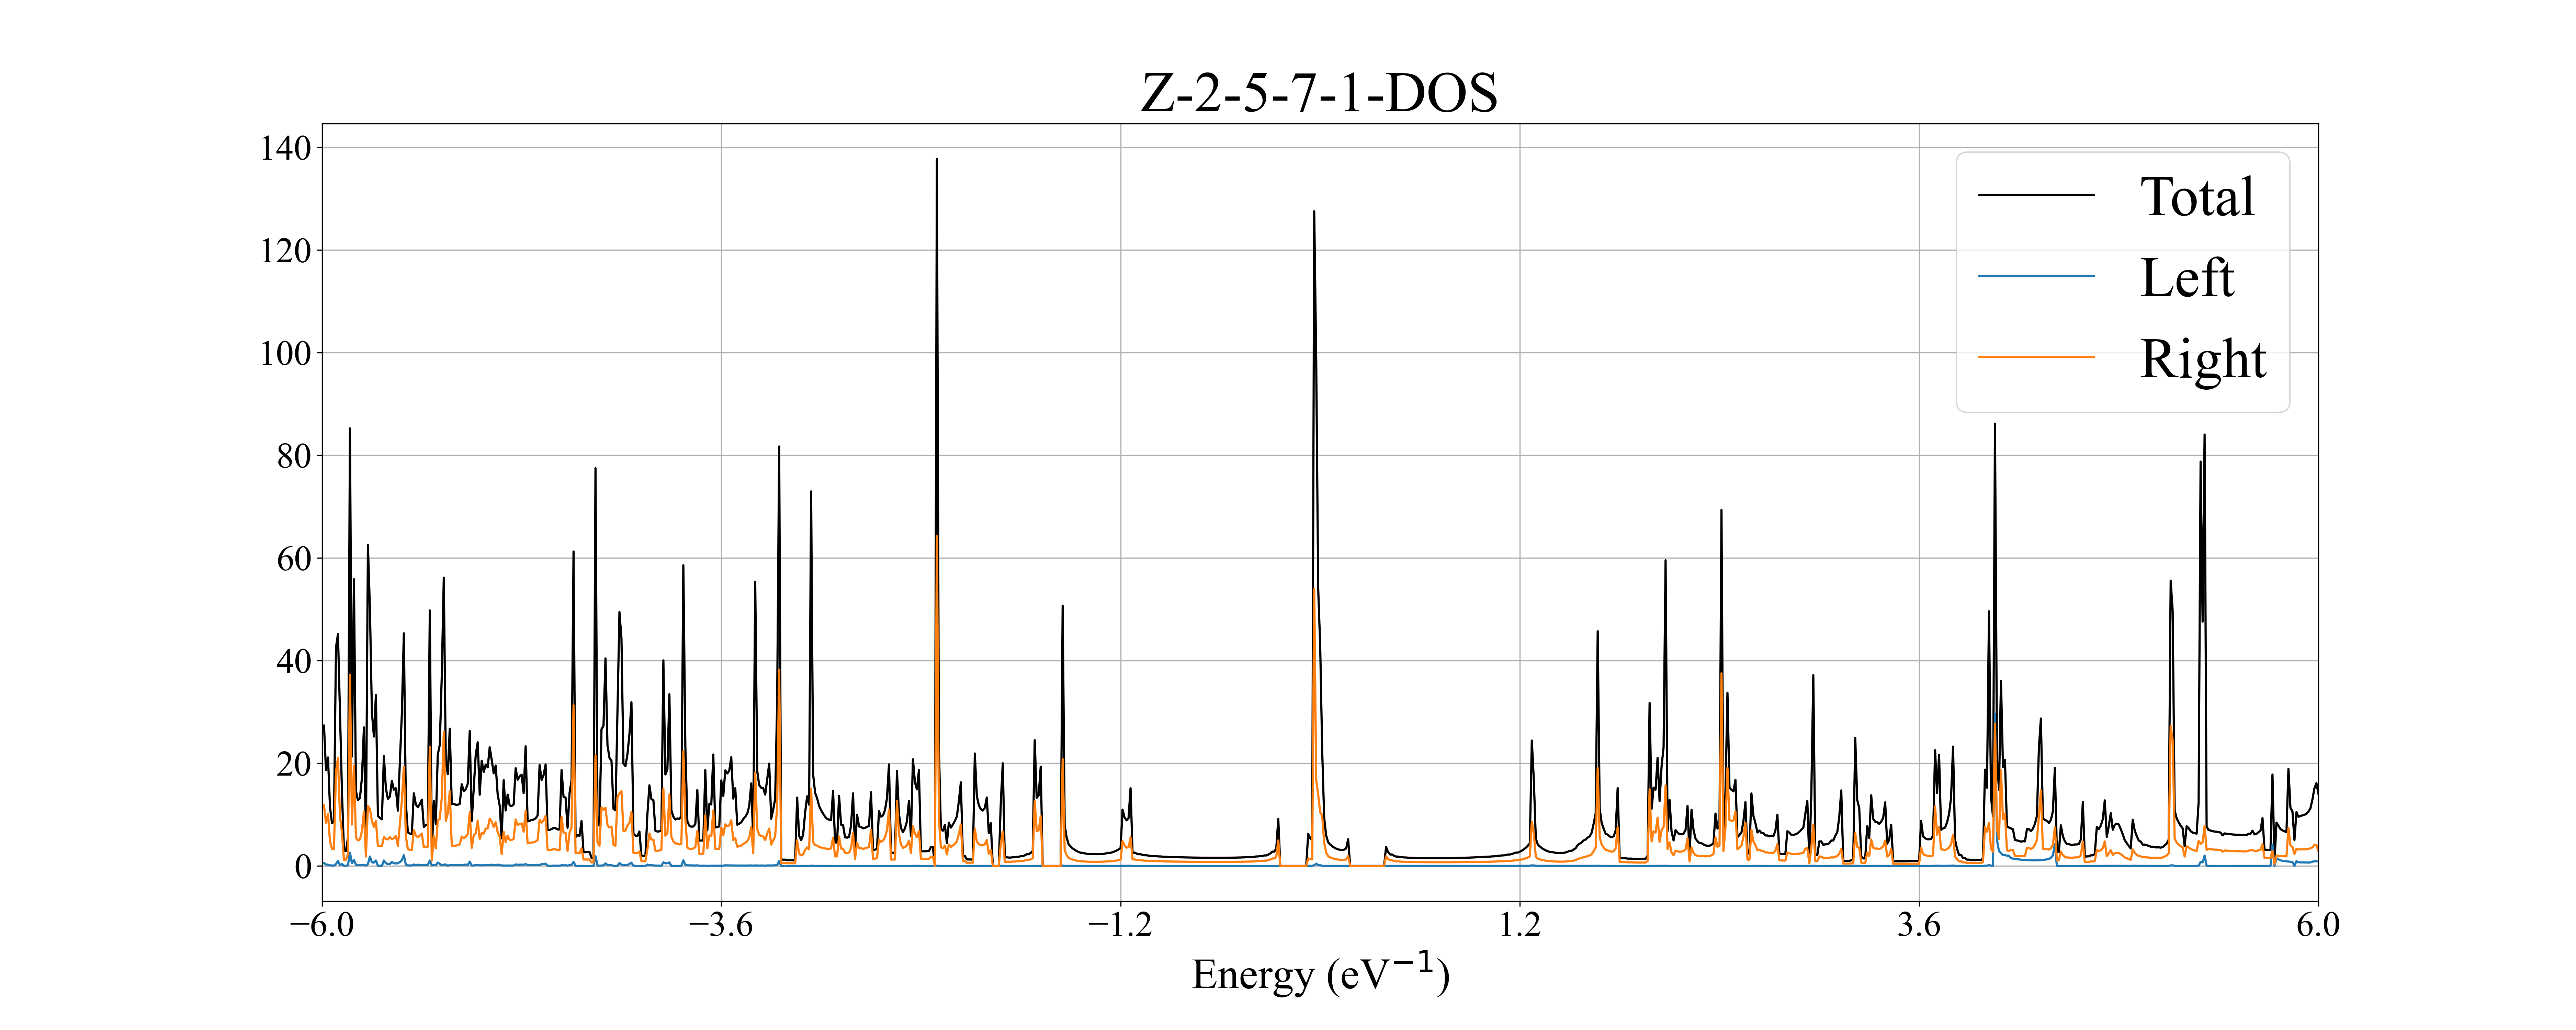 Z-2-5-7-1-DOS
140
120
100
80
60
40
20
0
Total
Left
Right
−6.0 −3.6 −1.2 1.2 3.6 6.0
Energy (eV⁻¹)